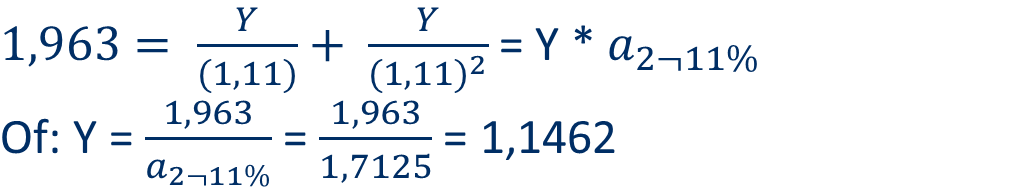 1,963 = Y/(1,11) + Y/(1,11)² = Y * a₂¬₁₁%
Of: Y = 1,963/a₂¬₁₁% = 1,963/1,7125 = 1,1462